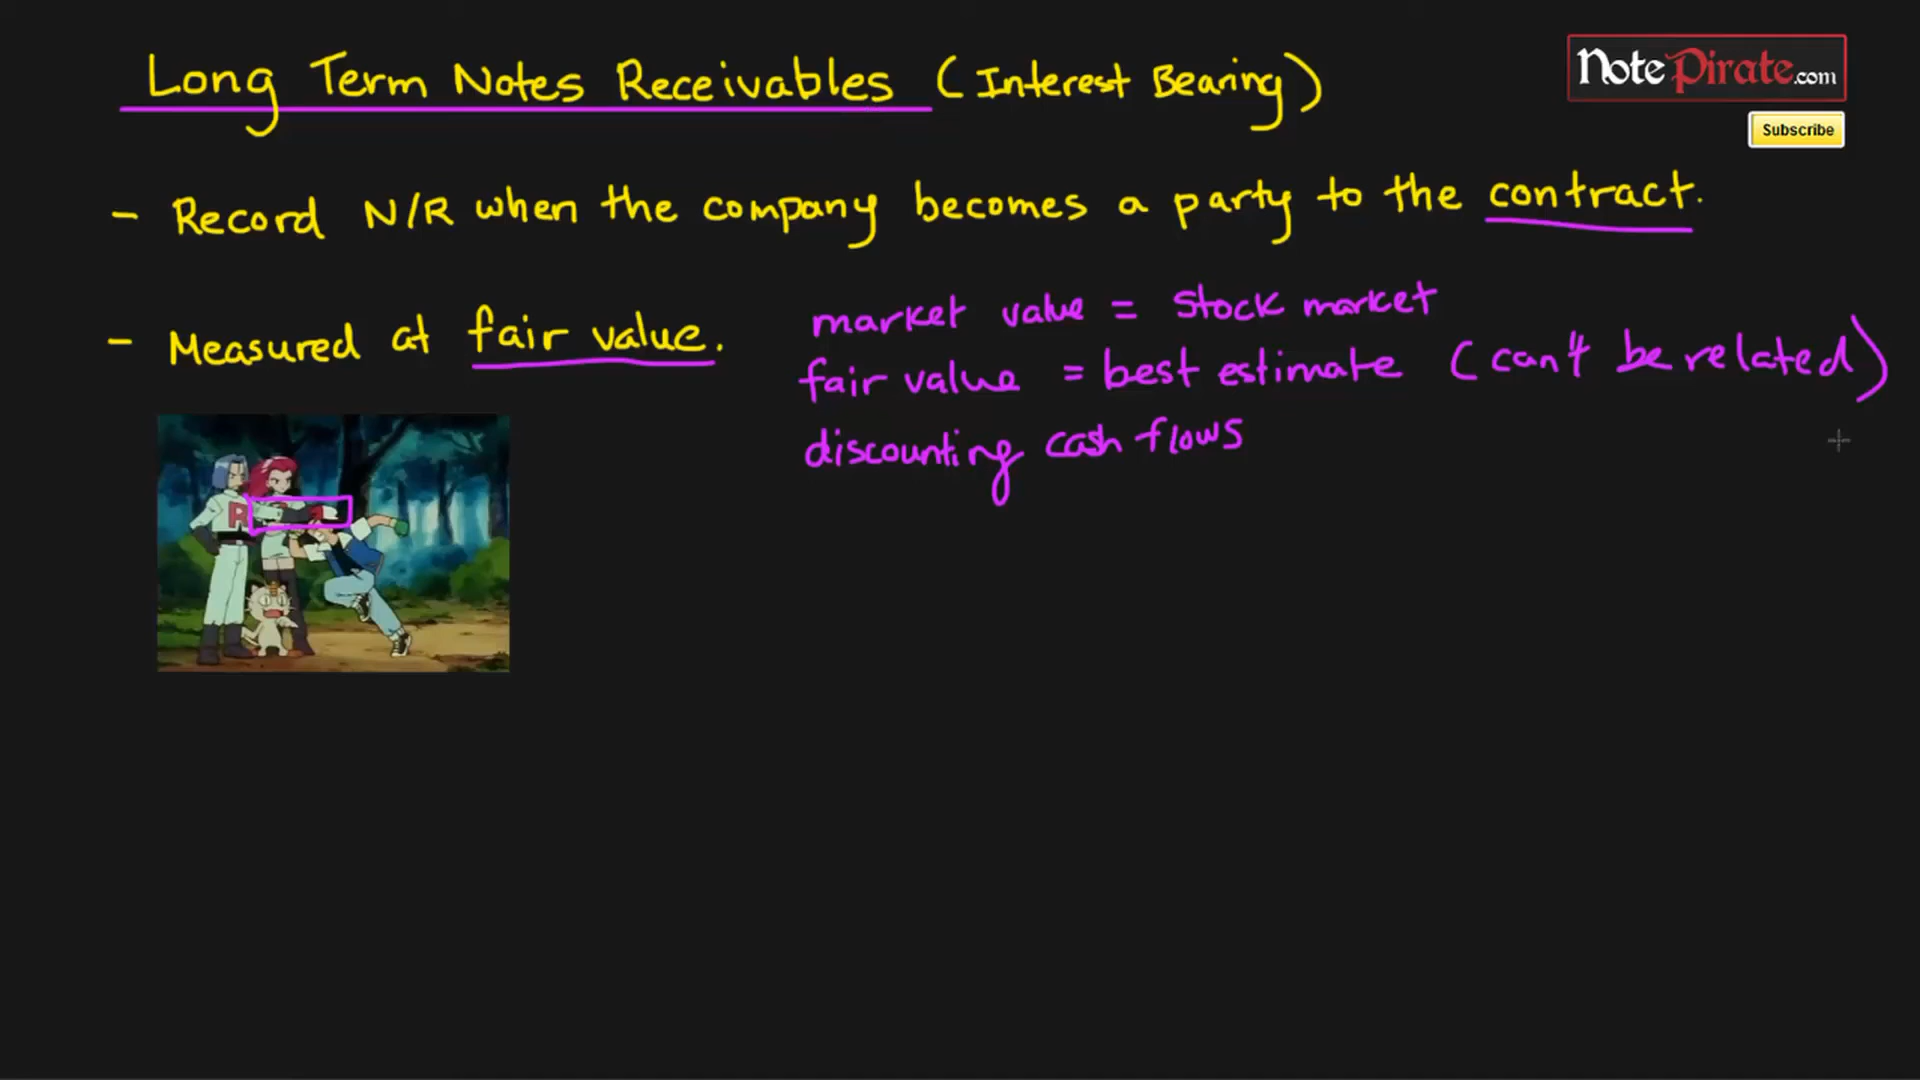 Long Term Notes Receivables (Interest Bearing)
NotePirate.com
Subscribe
- Record N/R when the company becomes a party to the contract.
- Measured at fair value.
market value = stock market
fair value = best estimate (can't be related)
discounting cash flows
R